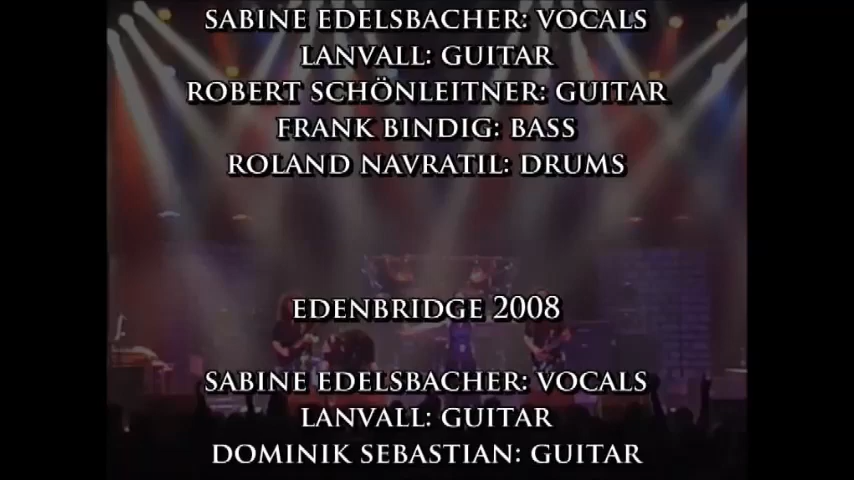 SABINE EDELSBACHER: VOCALS
LANVALL: GUITAR
ROBERT SCHÖNLEITNER: GUITAR
FRANK BINDIG: BASS
ROLAND NAVRATIL: DRUMS
EDENBRIDGE 2008
SABINE EDELSBACHER: VOCALS
LANVALL: GUITAR
DOMINIK SEBASTIAN: GUITAR